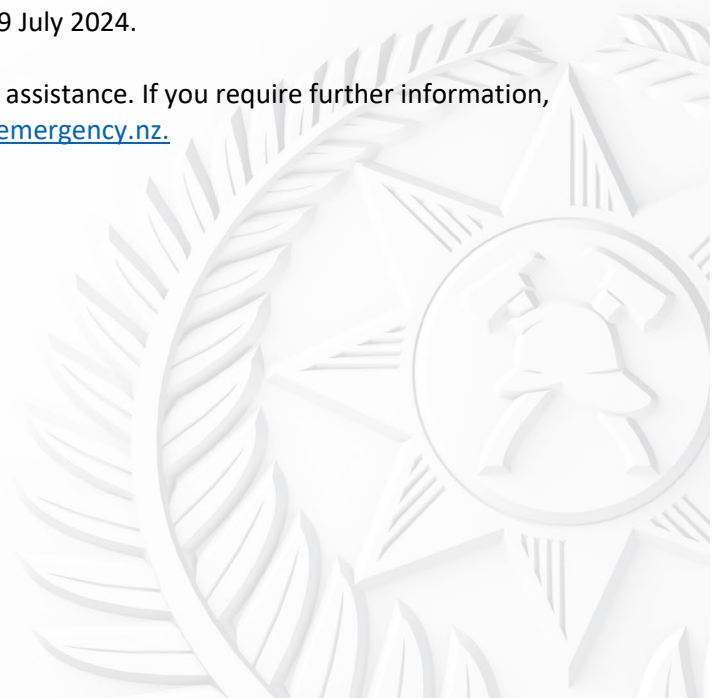 9 July 2024.
assistance. If you require further information,
emergency.nz.